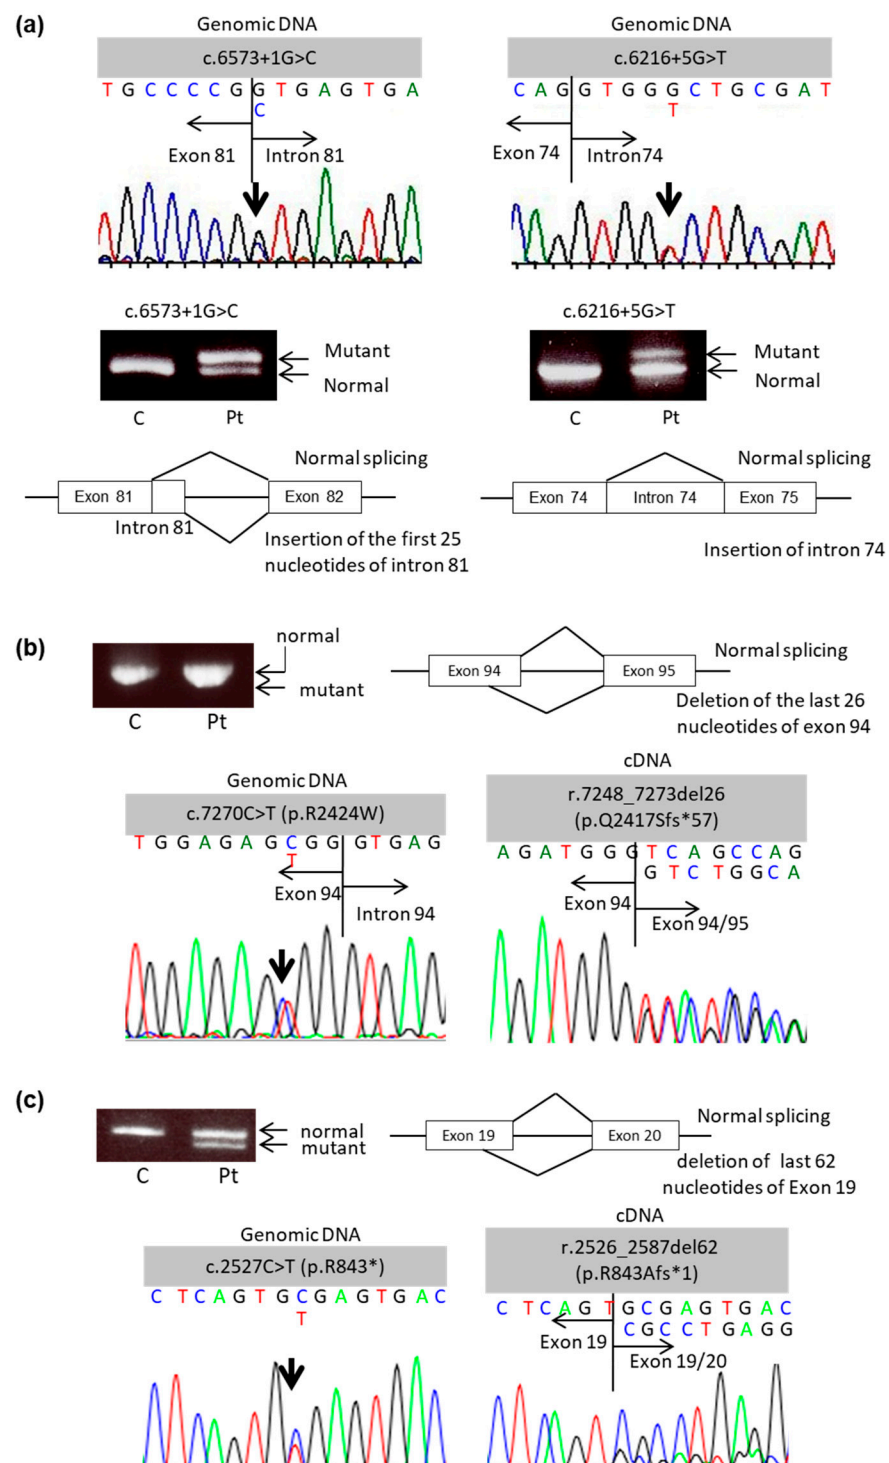 (a)
Genomic DNA
c.6573+1G>C
T G C C C C G G T G A G T G A
C
Exon 81
Intron 81
Genomic DNA
c.6216+5G>T
C A G G T G G G C T G C G A T
T
Exon 74
Intron74
c.6573+1G>C
Mutant
Normal
C Pt
c.6216+5G>T
Mutant
Normal
C Pt
Normal splicing
Exon 81
Exon 82
Intron 81
Insertion of the first 25
nucleotides of intron 81
Normal splicing
Exon 74
Intron 74
Exon 75
Insertion of intron 74
(b)
normal
mutant
C Pt
Normal splicing
Exon 94
Exon 95
Deletion of the last 26
nucleotides of exon 94
Genomic DNA
c.7270C>T (p.R2424W)
T G G A G A G C G G G T G A G
T
Exon 94
Intron 94
cDNA
r.7248_7273del26
(p.Q2417Sfs*57)
A G A T G G G T C A G C C A G
G T C T G G C A
Exon 94
Exon 94/95
(c)
normal
mutant
C Pt
Normal splicing
Exon 19
Exon 20
deletion of last 62
nucleotides of Exon 19
Genomic DNA
c.2527C>T (p.R843*)
C T C A G T G C G A G T G A C
T
cDNA
r.2526_2587del62
(p.R843Afs*1)
C T C A G T G C G A G T G A C
C G C C T G A G G
Exon 19
Exon 19/20